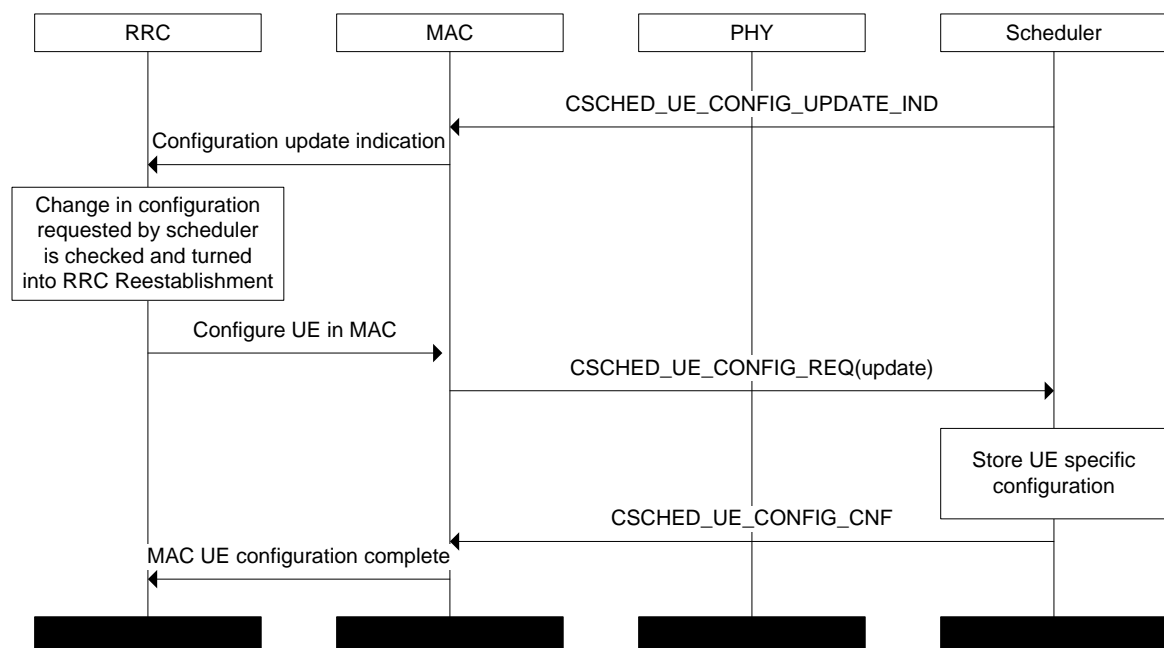 RRC
MAC
PHY
Scheduler
CSCHED_UE_CONFIG_UPDATE_IND
Configuration update indication
Change in configuration
requested by scheduler
is checked and turned
into RRC Reestablishment
Configure UE in MAC
CSCHED_UE_CONFIG_REQ(update)
Store UE specific
configuration
CSCHED_UE_CONFIG_CNF
MAC UE configuration complete